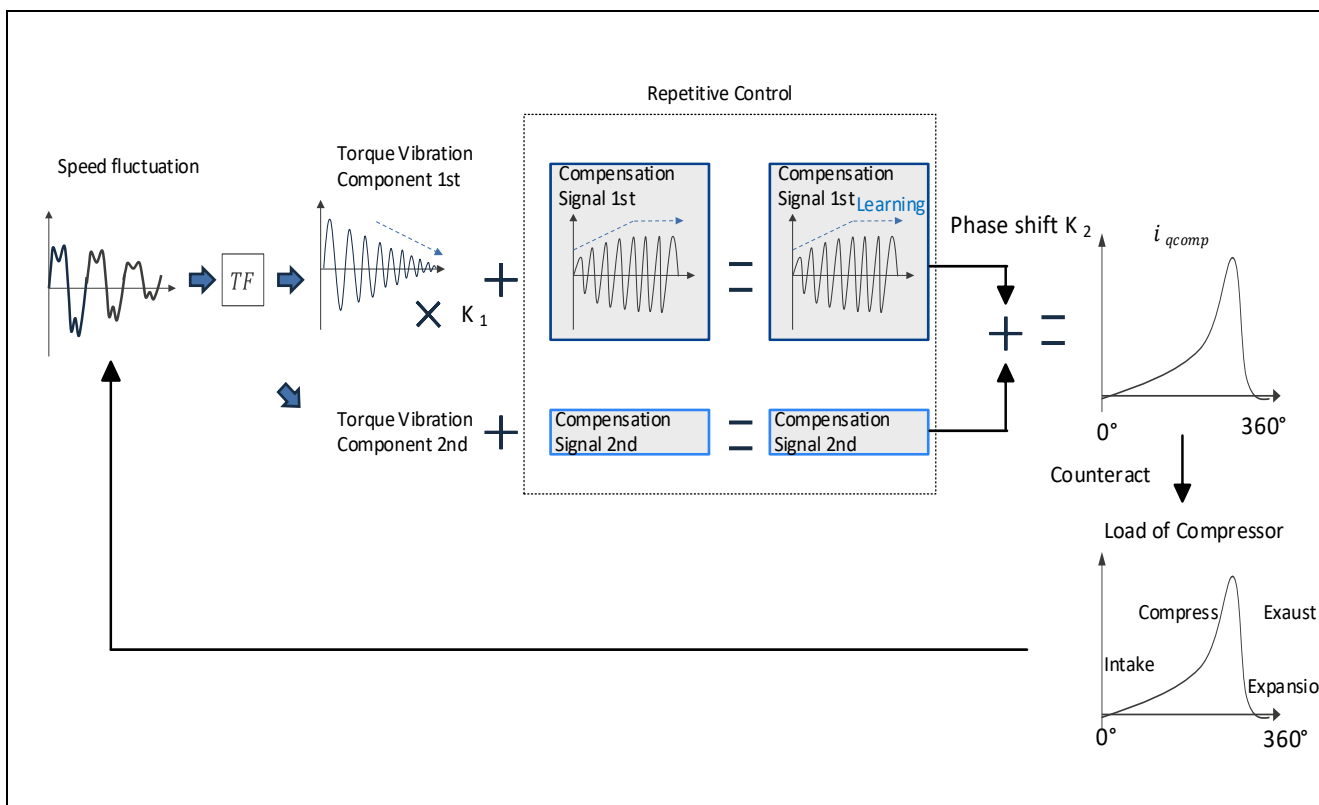 Repetitive Control
Speed fluctuation
Torque Vibration
Component 1st
Compensation
Signal 1st
Compensation
Signal 1st
Learning
Phase shift K 2
i qcomp
TF
K 1
Torque Vibration
Component 2nd
Compensation
Signal 2nd
Compensation
Signal 2nd
0°
360°
Counteract
Load of Compressor
Compress
Exaust
Intake
Expansio
0°
360°